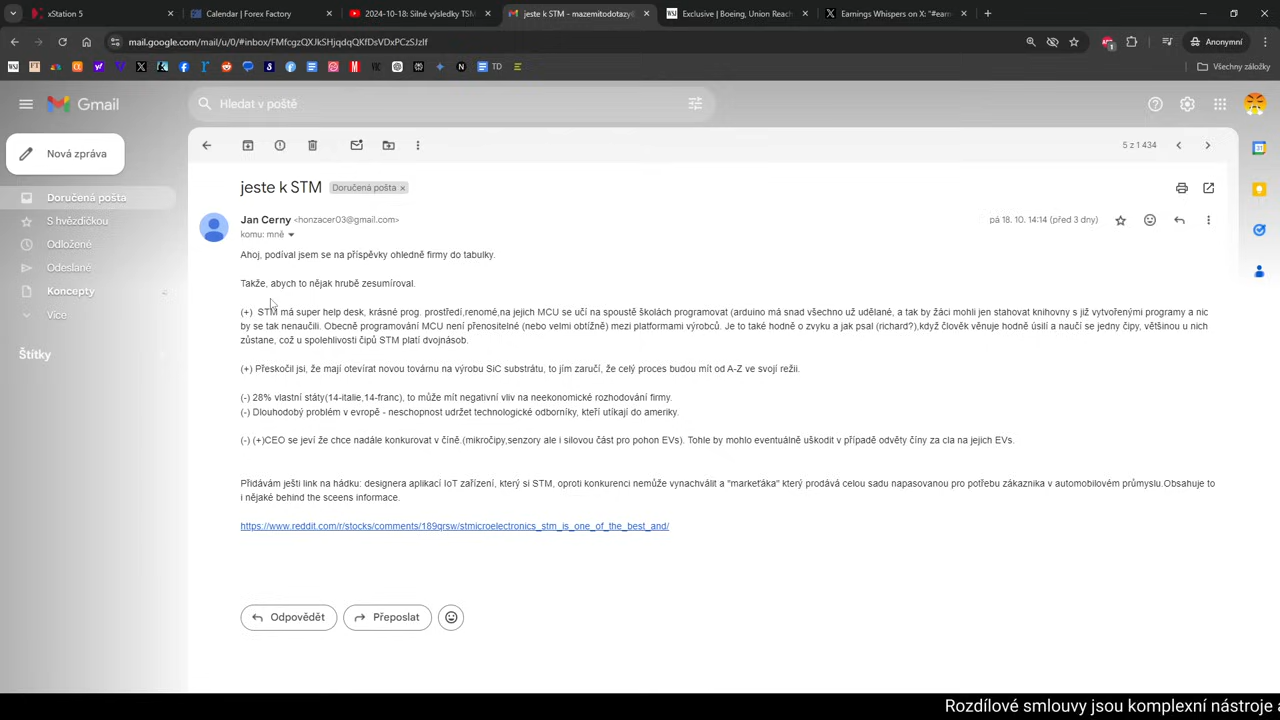 xStation 5
Calendar | Forex Factory
2024-10-18: Silné výsledky TSM
jeste k STM - mazemitodotazy@
Exclusive | Boeing, Union Reach
Earnings Whispers on X: "#earn
mail.google.com/mail/u/0/#inbox/FMfcgzQXJkSHjqdqQKfDsVDxPCzSJzlf
Anonymní
TD
Všechny záložky
Gmail
Hledat v poště
Nová zpráva
5 z 1 434
Doručená pošta
S hvězdičkou
Odložené
Odeslané
Koncepty
Více
Štítky
jeste k STM
Doručená pošta ×
Jan Cerny <honzacer03@gmail.com>
pá 18. 10. 14:14 (před 3 dny)
komu: mně
Ahoj, podíval jsem se na příspěvky ohledně firmy do tabulky.
Takže, abych to nějak hrubě zesumíroval.
(+) STM má super help desk, krásné prog. prostředí,renomé,na jejich MCU se učí na spoustě školách programovat (arduino má snad všechno už udělané, a tak by žáci mohli jen stahovat knihovny s již vytvořenými programy a nic
by se tak nenaučili. Obecně programování MCU není přenositelné (nebo velmi obtížně) mezi platformami výrobců. Je to také hodně o zvyku a jak psal (richard?),když člověk věnuje hodně úsilí a naučí se jedny čipy, většinou u nich
zůstane, což u spolehlivosti čipů STM platí dvojnásob.
(+) Přeskočil jsi, že mají otevírat novou továrnu na výrobu SiC substrátu, to jím zaručí, že celý proces budou mít od A-Z ve svojí režii.
(-) 28% vlastní státy(14-italie,14-franc), to může mít negativní vliv na neekonomické rozhodování firmy.
(-) Dlouhodobý problém v evropě - neschopnost udržet technologické odborníky, kteří utíkají do ameriky.
(-) (+)CEO se jeví že chce nadále konkurovat v číně.(mikročipy,senzory ale i silovou část pro pohon EVs). Tohle by mohlo eventuálně uškodit v případě odvěty číny za cla na jejich EVs.
Přidávám ješti link na hádku: designera aplikací IoT zařízení, který si STM, oproti konkurenci nemůže vynachválit a "markeťáka" který prodává celou sadu napasovanou pro potřebu zákazníka v automobilovém průmyslu.Obsahuje to
i nějaké behind the sceens informace.
https://www.reddit.com/r/stocks/comments/189qrsw/stmicroelectronics_stm_is_one_of_the_best_and/
Odpovědět
Přeposlat
Rozdílové smlouvy jsou komplexní nástroje a